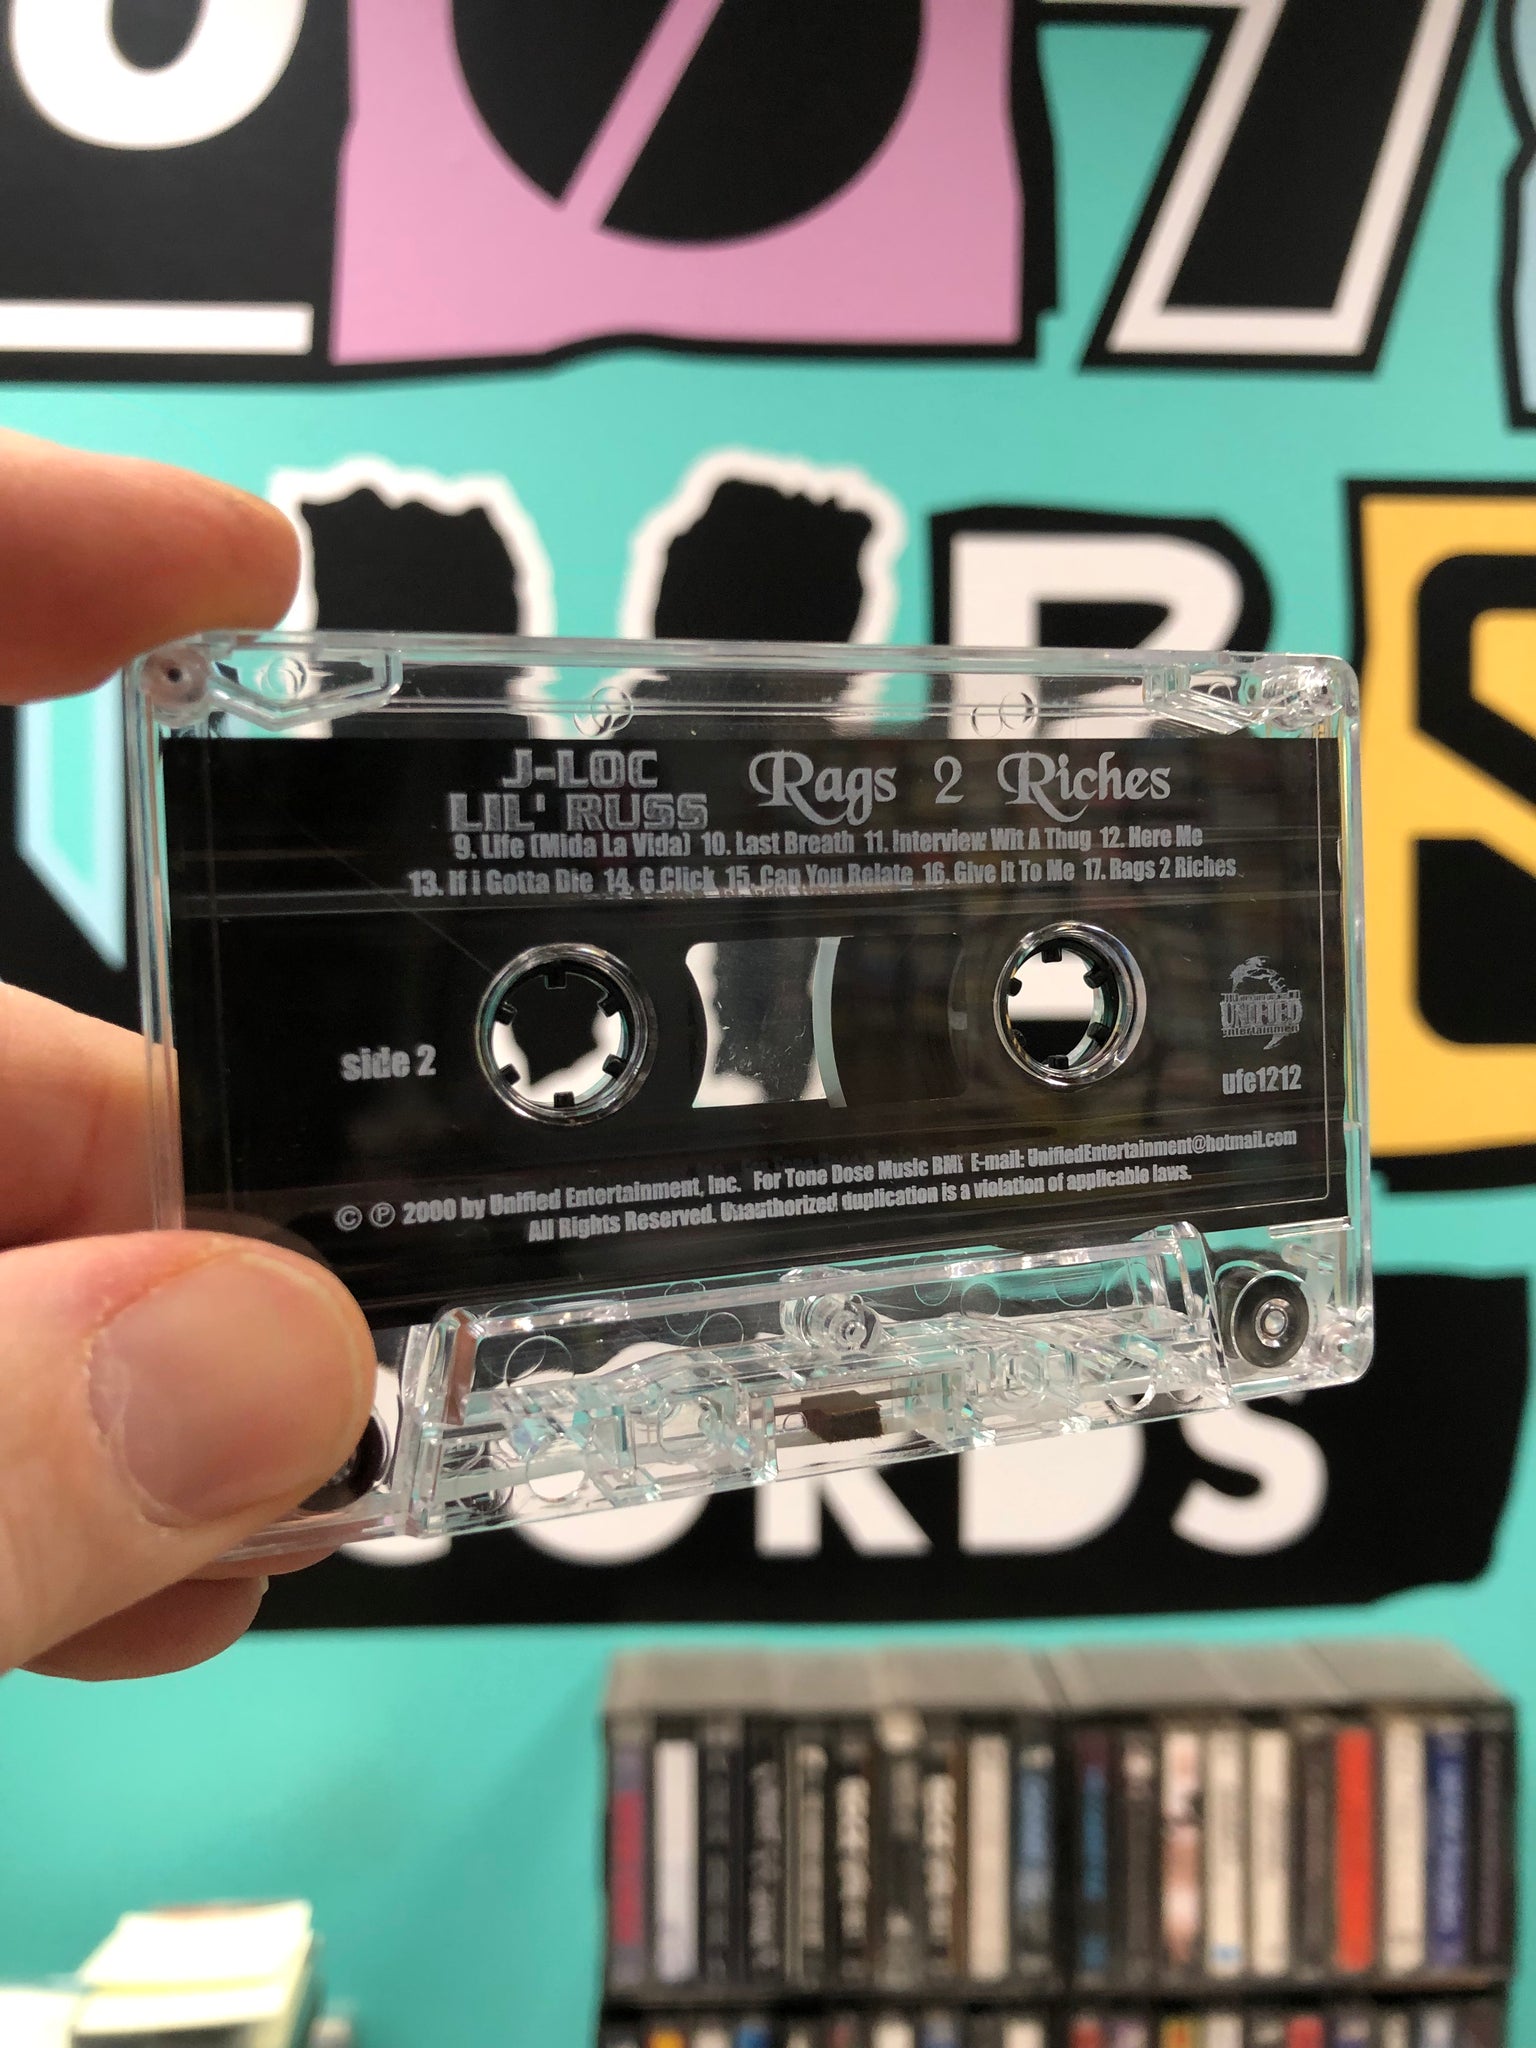 J-LOC
LIL' RUSS
Rags 2 Riches
9. Life (Mida La Vida) 10. Last Breath 11. Interview Wit A Thug 12. Here Me
13. If i Gotta Die 14. G Click 15. Can You Relate 16. Give It To Me 17. Rags 2 Riches
side 2
UNIFIED
entertainment
ufe1212
© ℗ 2000 by Unified Entertainment, Inc. For Tone Dose Music BMI E-mail: UnifiedEntertainment@hotmail.com
All Rights Reserved. Unauthorized duplication is a violation of applicable laws.